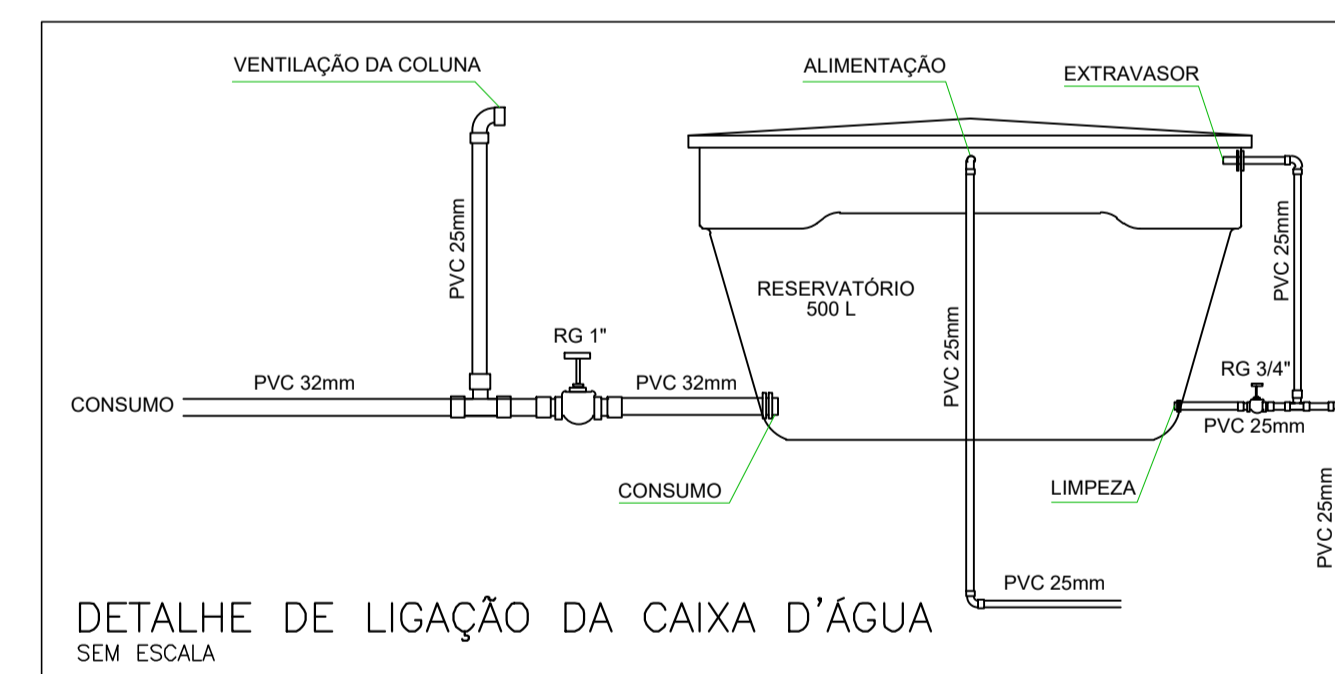 VENTILAÇÃO DA COLUNA
ALIMENTAÇÃO
EXTRAVASOR
PVC 25mm
PVC 25mm
RESERVATÓRIO
500 L
PVC 25mm
RG 1"
RG 3/4"
PVC 32mm
PVC 32mm
CONSUMO
PVC 25mm
CONSUMO
LIMPEZA
PVC 25mm
PVC 25mm
DETALHE DE LIGAÇÃO DA CAIXA D'ÁGUA
SEM ESCALA